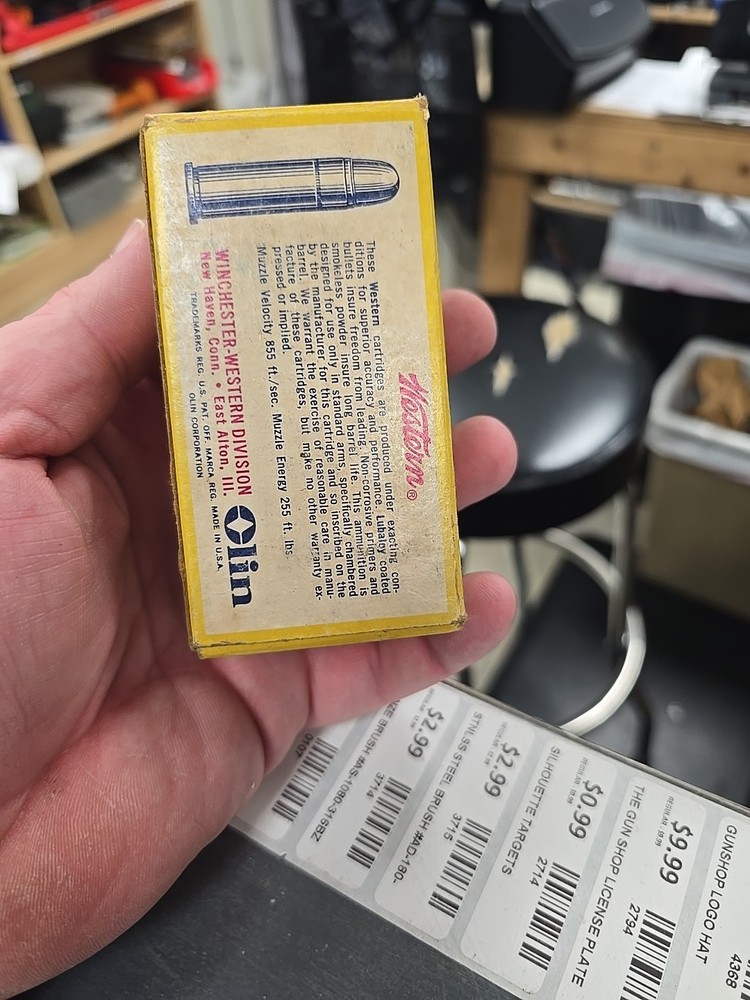 Western®
These Western cartridges are produced under exacting con-
ditions for superior accuracy and performance. Lubaloy coated
bullets insure freedom from leading. Non-corrosive primers and
smokeless powder insure long barrel life. This ammunition is
designed for use only in standard arms, specifically chambered
by the manufacturer for this cartridge and so inscribed on the
barrel. We warrant the exercise of reasonable care in manu-
facture of these cartridges, but make no other warranty ex-
pressed or implied.
Muzzle Velocity 855 ft./sec. Muzzle Energy 255 ft. lbs.
WINCHESTER-WESTERN DIVISION
New Haven, Conn. • East Alton, Ill.
Olin
TRADEMARKS REG. U.S. PAT. OFF. MARCA REG. MADE IN U.S.A.
OLIN CORPORATION
0107
$2.99
BRUSH #AS-1080-316BZ
3714
$2.99
STNLSS STEEL BRUSH #AD-180-
3715
$0.99
SILHOUETTE TARGETS
2714
$9.99
THE GUN SHOP LICENSE PLATE
2794
GUNSHOP LOGO HAT
4368